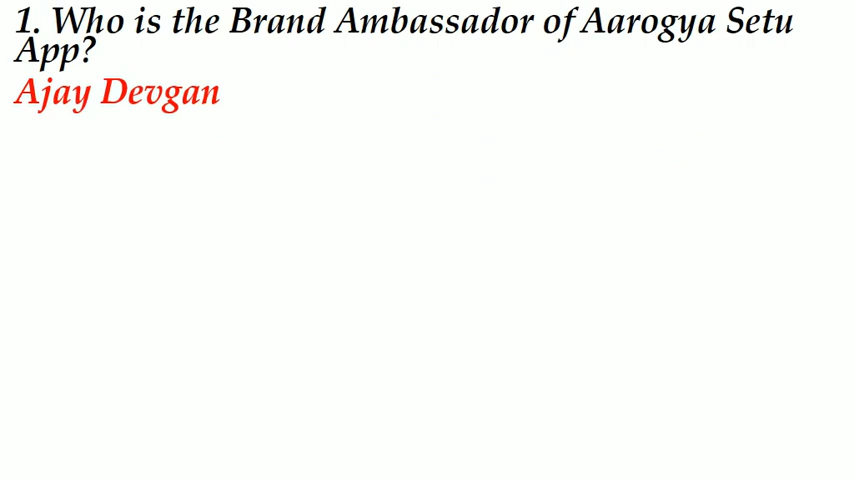 1. Who is the Brand Ambassador of Aarogya Setu
App?
Ajay Devgan